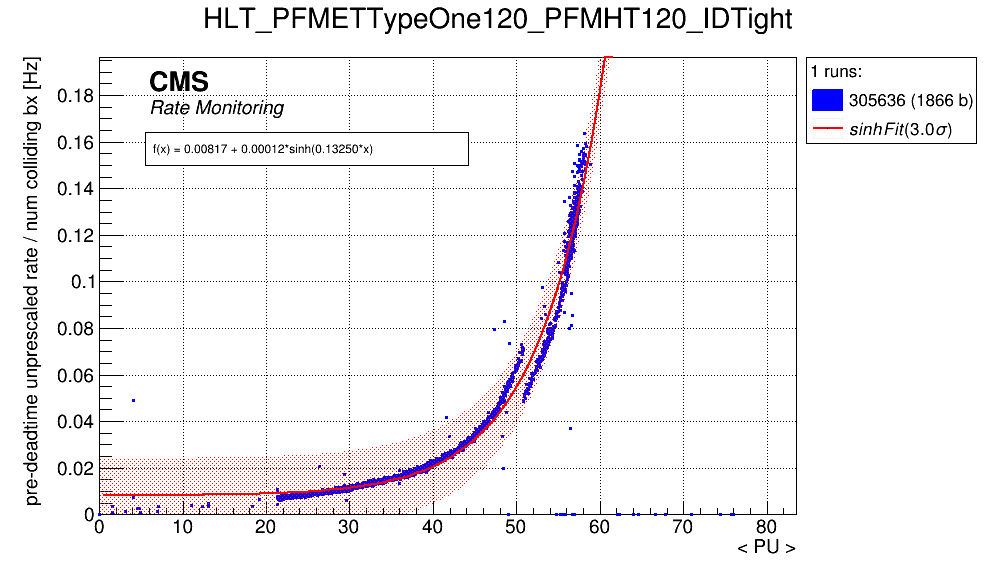 HLT_PFMETTypeOne120_PFMHT120_IDTight
pre-deadtime unprescaled rate / num colliding bx [Hz]
CMS
Rate Monitoring
f(x) = 0.00817 + 0.00012*sinh(0.13250*x)
0.18
0.16
0.14
0.12
0.1
0.08
0.06
0.04
0.02
0
0 10 20 30 40 50 60 70 80
< PU >
1 runs:
305636 (1866 b)
sinhFit(3.0σ)